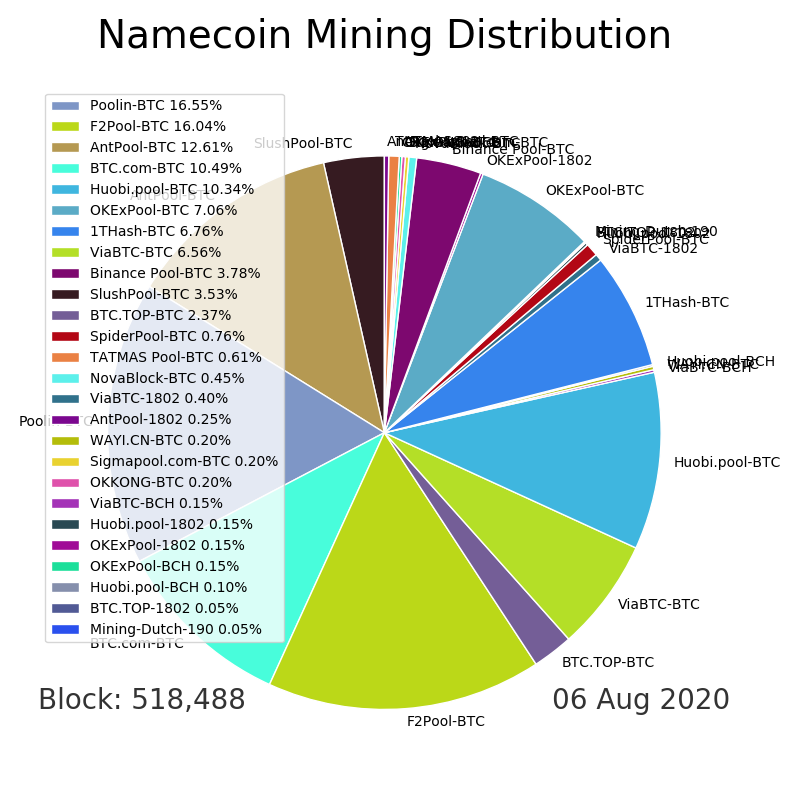 Namecoin Mining Distribution
Poolin-BTC 16.55%
F2Pool-BTC 16.04%
AntPool-BTC 12.61%
BTC.com-BTC 10.49%
Huobi.pool-BTC 10.34%
OKExPool-BTC 7.06%
1THash-BTC 6.76%
ViaBTC-BTC 6.56%
Binance Pool-BTC 3.78%
SlushPool-BTC 3.53%
BTC.TOP-BTC 2.37%
SpiderPool-BTC 0.76%
TATMAS Pool-BTC 0.61%
NovaBlock-BTC 0.45%
ViaBTC-1802 0.40%
AntPool-1802 0.25%
WAYI.CN-BTC 0.20%
Sigmapool.com-BTC 0.20%
OKKONG-BTC 0.20%
ViaBTC-BCH 0.15%
Huobi.pool-1802 0.15%
OKExPool-1802 0.15%
OKExPool-BCH 0.15%
Huobi.pool-BCH 0.10%
BTC.TOP-1802 0.05%
Mining-Dutch-190 0.05%
SlushPool-BTC
AntPool-BTC
Binance Pool-BTC
OKExPool-1802
OKExPool-BTC
SpiderPool-BTC
ViaBTC-1802
1THash-BTC
Huobi.pool-BCH
ViaBTC-BCH
Huobi.pool-BTC
ViaBTC-BTC
BTC.TOP-BTC
F2Pool-BTC
BTC.com-BTC
Block: 518,488
06 Aug 2020